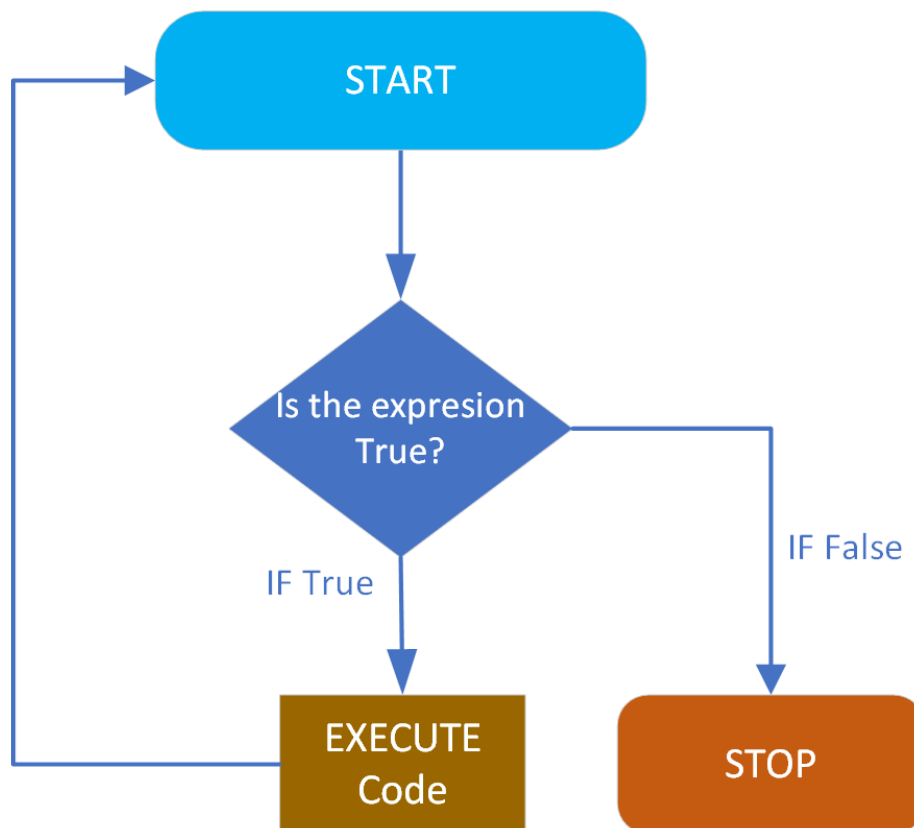 START
Is the expresion
True?
IF True
IF False
EXECUTE
Code
STOP